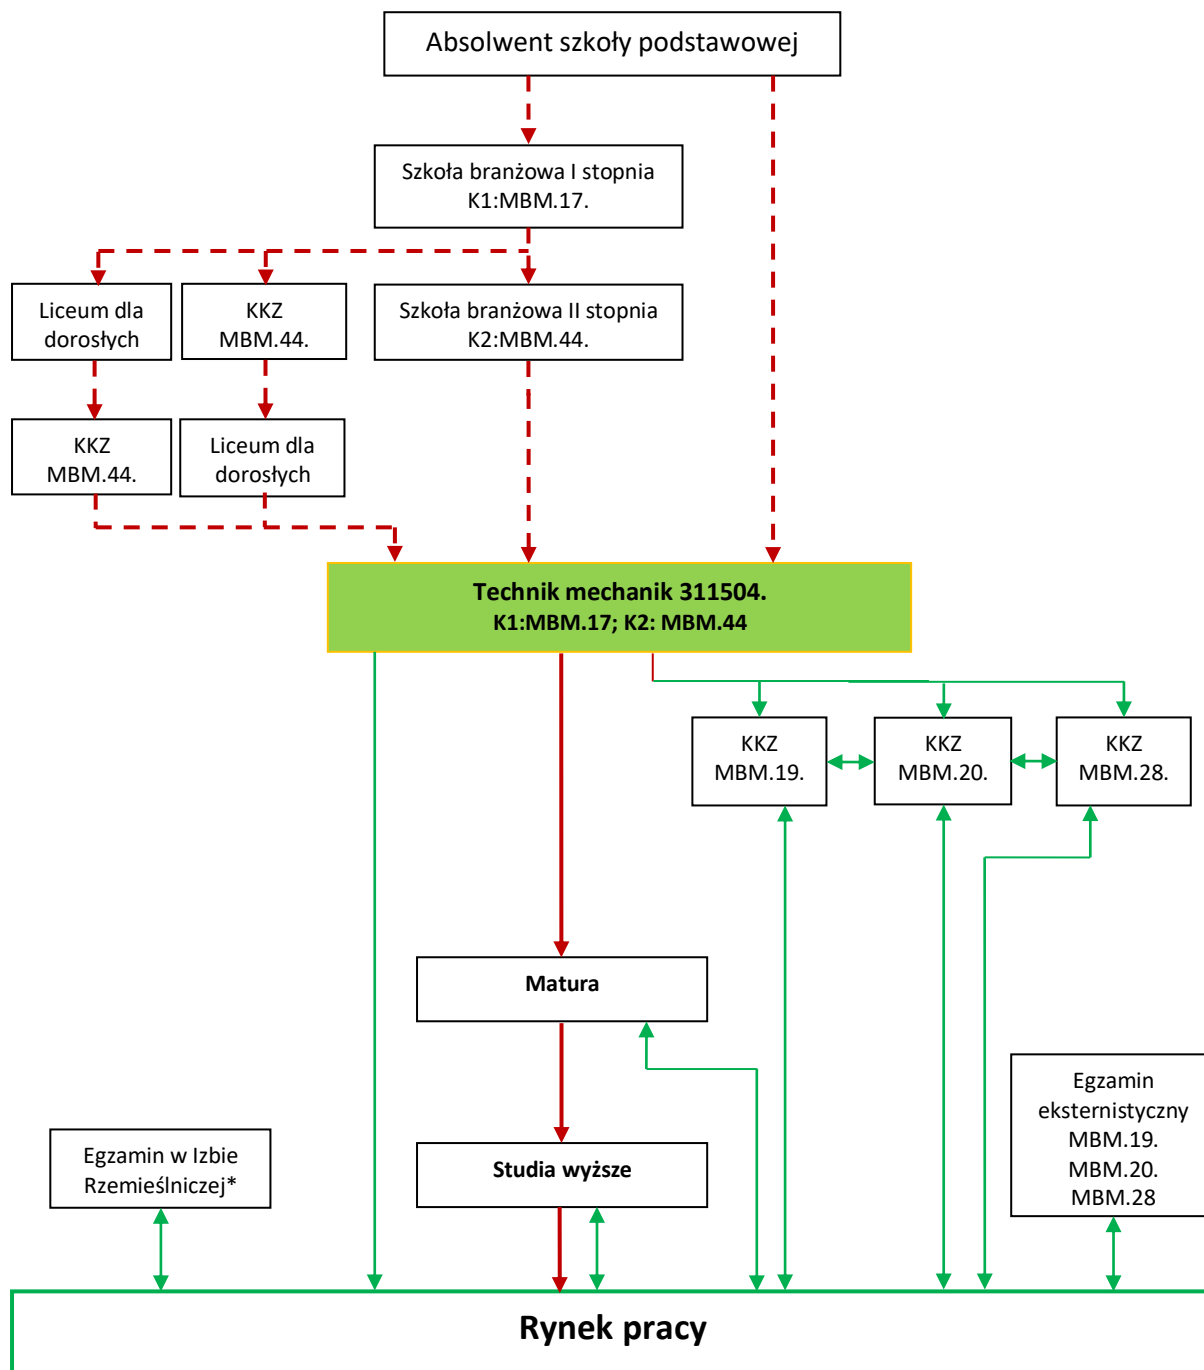 Absolwent szkoły podstawowej
Szkoła branżowa I stopnia
K1:MBM.17.
Liceum dla
dorosłych
KKZ
MBM.44.
Szkoła branżowa II stopnia
K2:MBM.44.
KKZ
MBM.44.
Liceum dla
dorosłych
Technik mechanik 311504.
K1:MBM.17; K2: MBM.44
KKZ
MBM.19.
KKZ
MBM.20.
KKZ
MBM.28.
Matura
Egzamin
eksternistyczny
MBM.19.
MBM.20.
MBM.28
Egzamin w Izbie
Rzemieślniczej*
Studia wyższe
Rynek pracy